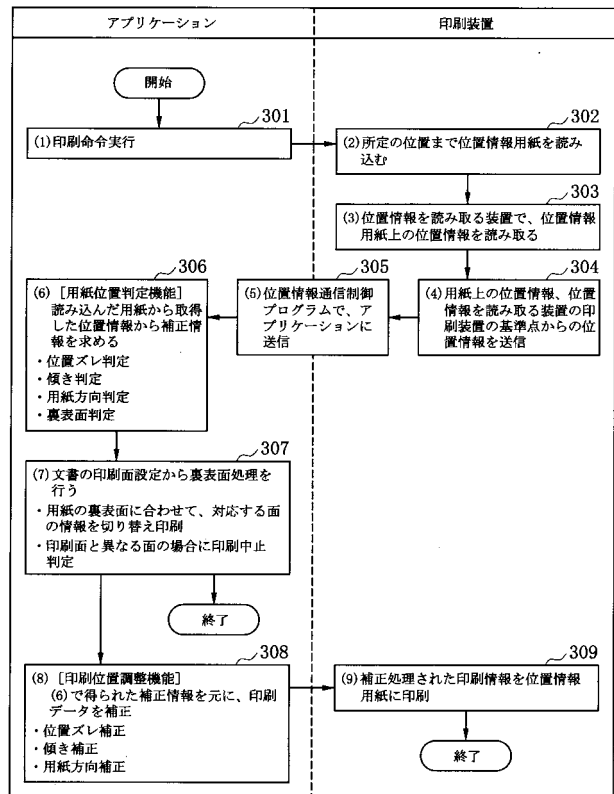 アプリケーション
印刷装置
開始
301
(1)印刷命令実行
302
(2)所定の位置まで位置情報用紙を読み
込む
303
(3)位置情報を読み取る装置で、位置情報
用紙上の位置情報を読み取る
304
(4)用紙上の位置情報、位置
情報を読み取る装置の印
刷装置の基準点からの位
置情報を送信
305
(5)位置情報通信制御
プログラムで、ア
プリケーションに
送信
306
(6) [用紙位置判定機能]
読み込んだ用紙から取
得した位置情報から補正情
報を求める
・位置ズレ判定
・傾き判定
・用紙方向判定
・裏表面判定
307
(7)文書の印刷面設定から裏表面処理を
行う
・用紙の裏表面に合わせて、対応する面
の情報を切り替え印刷
・印刷面と異なる面の場合に印刷中止
判定
終了
308
(8) [印刷位置調整機能]
(6)で得られた補正情報を元に、印刷
データを補正
・位置ズレ補正
・傾き補正
・用紙方向補正
309
(9)補正処理された印刷情報を位置情報
用紙に印刷
終了